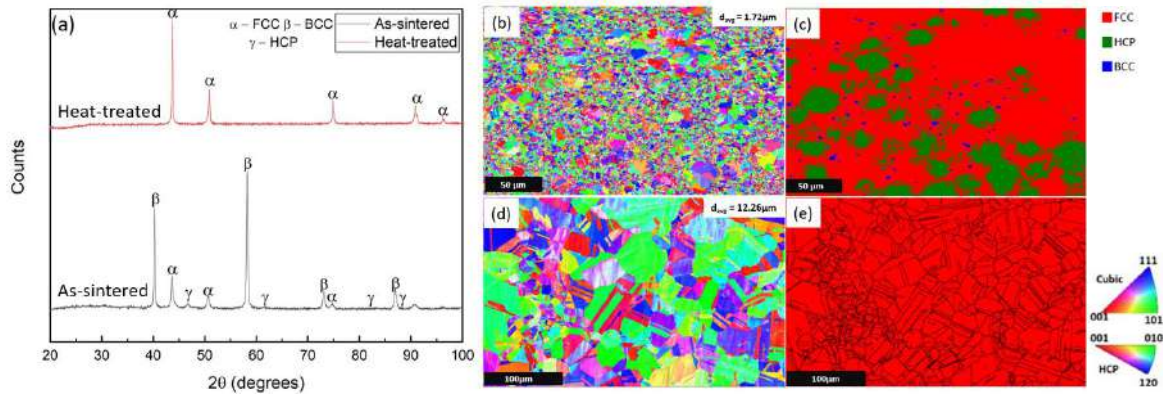 (a)
α
α – FCC β – BCC
γ – HCP
As-sintered
Heat-treated
Heat-treated
α
α
α
α
Counts
β
β
α
As-sintered
γ
α
γ
β
α
γ
β
γ
20 30 40 50 60 70 80 90 100
2θ (degrees)
(b)
d_avg = 1.72µm
50 µm
(c)
50 µm
FCC
HCP
BCC
(d)
d_avg = 12.26µm
100µm
(e)
100µm
111
Cubic
001
101
001 010
HCP
120